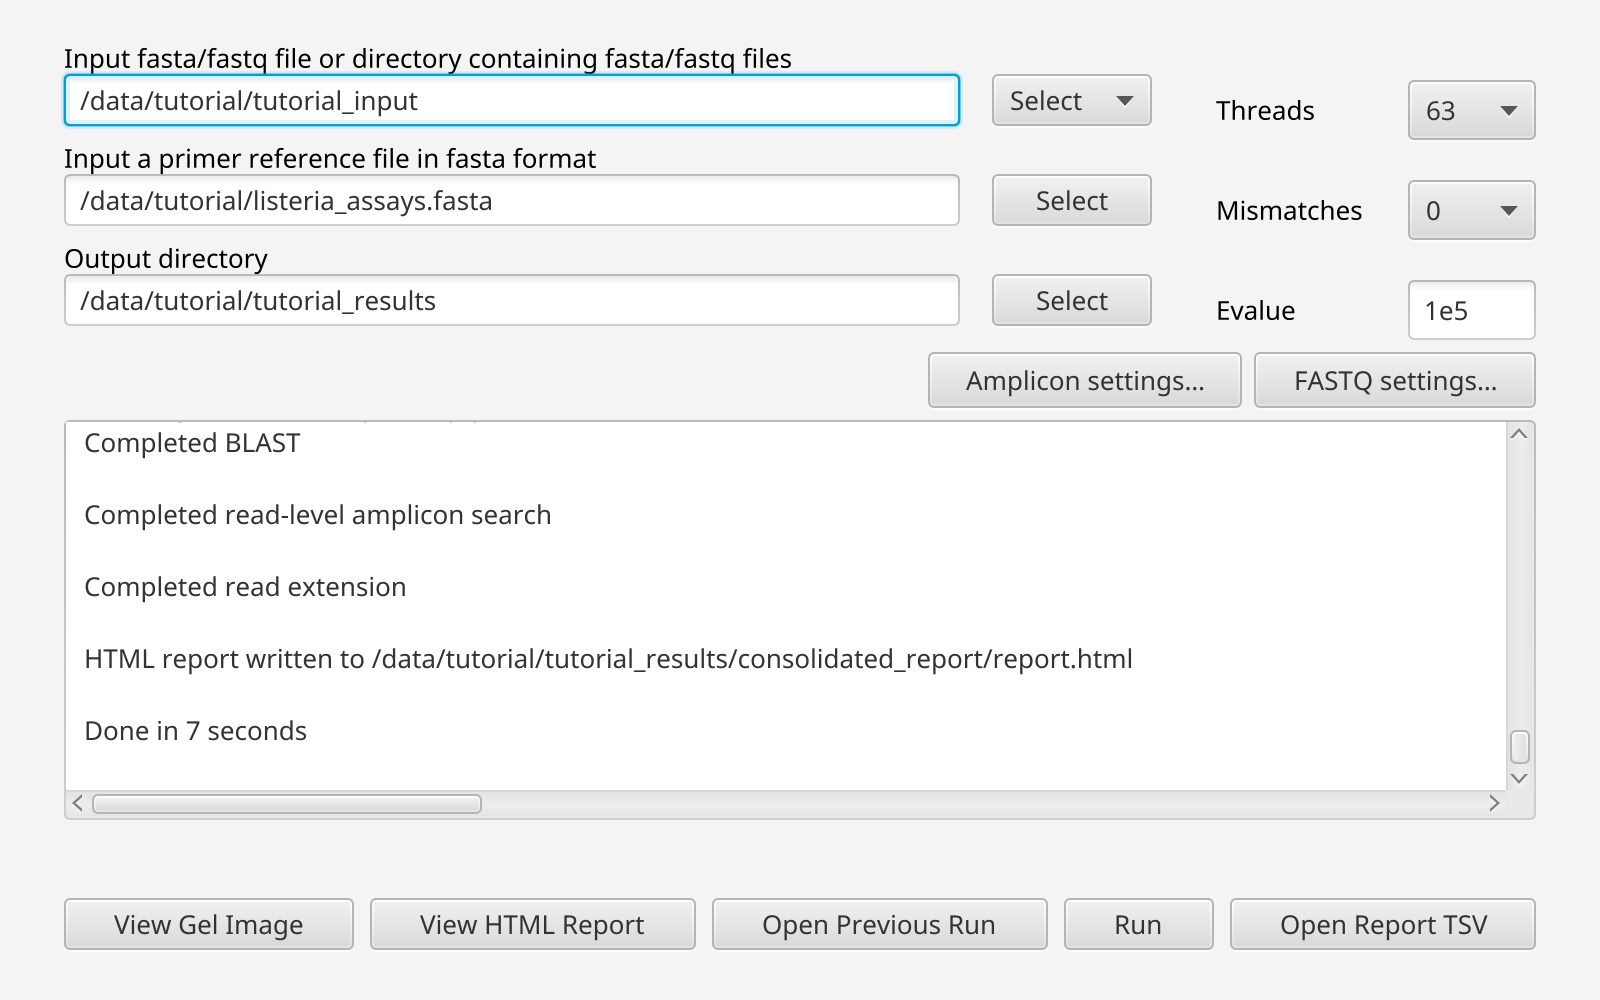 Input fasta/fastq file or directory containing fasta/fastq files
/data/tutorial/tutorial_input
Select
Threads
63
Input a primer reference file in fasta format
/data/tutorial/listeria_assays.fasta
Select
Mismatches
0
Output directory
/data/tutorial/tutorial_results
Select
Evalue
1e5
Amplicon settings...
FASTQ settings...
Completed BLAST
Completed read-level amplicon search
Completed read extension
HTML report written to /data/tutorial/tutorial_results/consolidated_report/report.html
Done in 7 seconds
View Gel Image
View HTML Report
Open Previous Run
Run
Open Report TSV